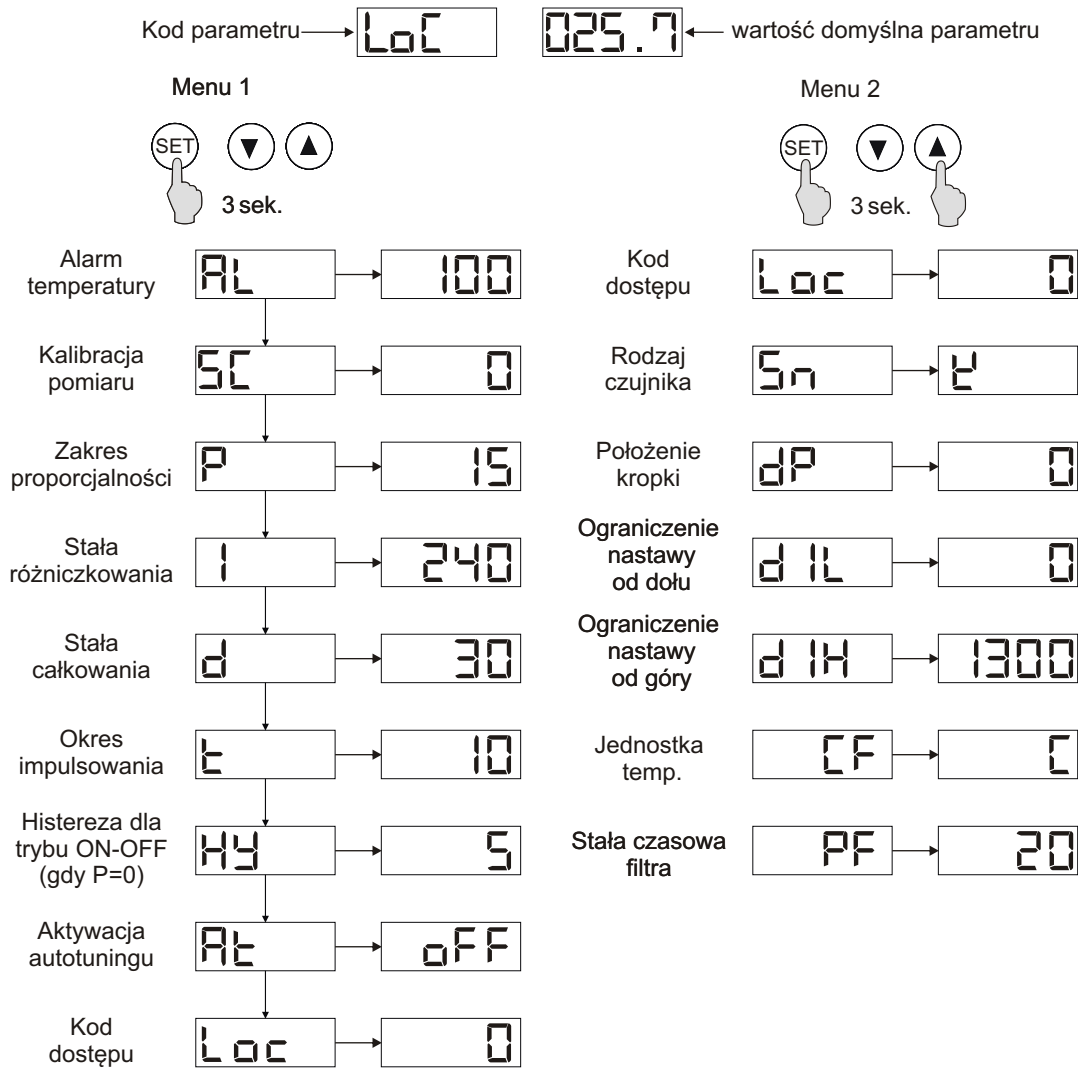 Kod parametru
LoC
025.7
wartość domyślna parametru
Menu 1
SET
▼
▲
3 sek.
Alarm
temperatury
AL
100
Kalibracja
pomiaru
SC
0
Zakres
proporcjalności
P
15
Stała
różniczkowania
I
240
Stała
całkowania
d
30
Okres
impulsowania
t
10
Histereza dla
trybu ON-OFF
(gdy P=0)
Hy
5
Aktywacja
autotuningu
At
oFF
Kod
dostępu
Loc
0
Menu 2
SET
▼
▲
3 sek.
Kod
dostępu
Loc
0
Rodzaj
czujnika
Sn
Położenie
kropki
dP
0
Ograniczenie
nastawy
od dołu
d IL
0
Ograniczenie
nastawy
od góry
d IH
1300
Jednostka
temp.
CF
C
Stała czasowa
filtra
PF
20